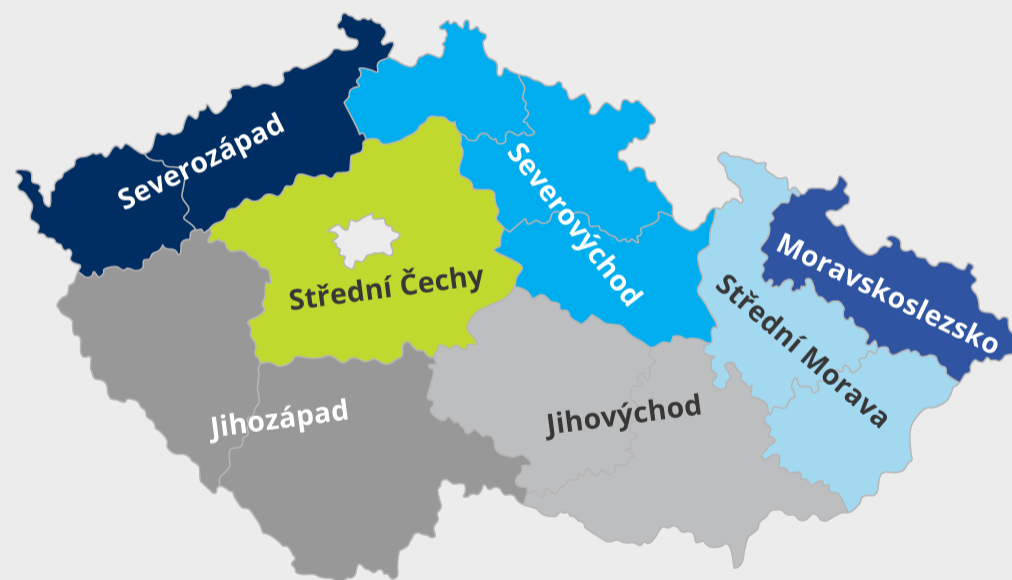 Severozápad
Severovýchod
Střední Čechy
Moravskoslezsko
Střední Morava
Jihozápad
Jihovýchod